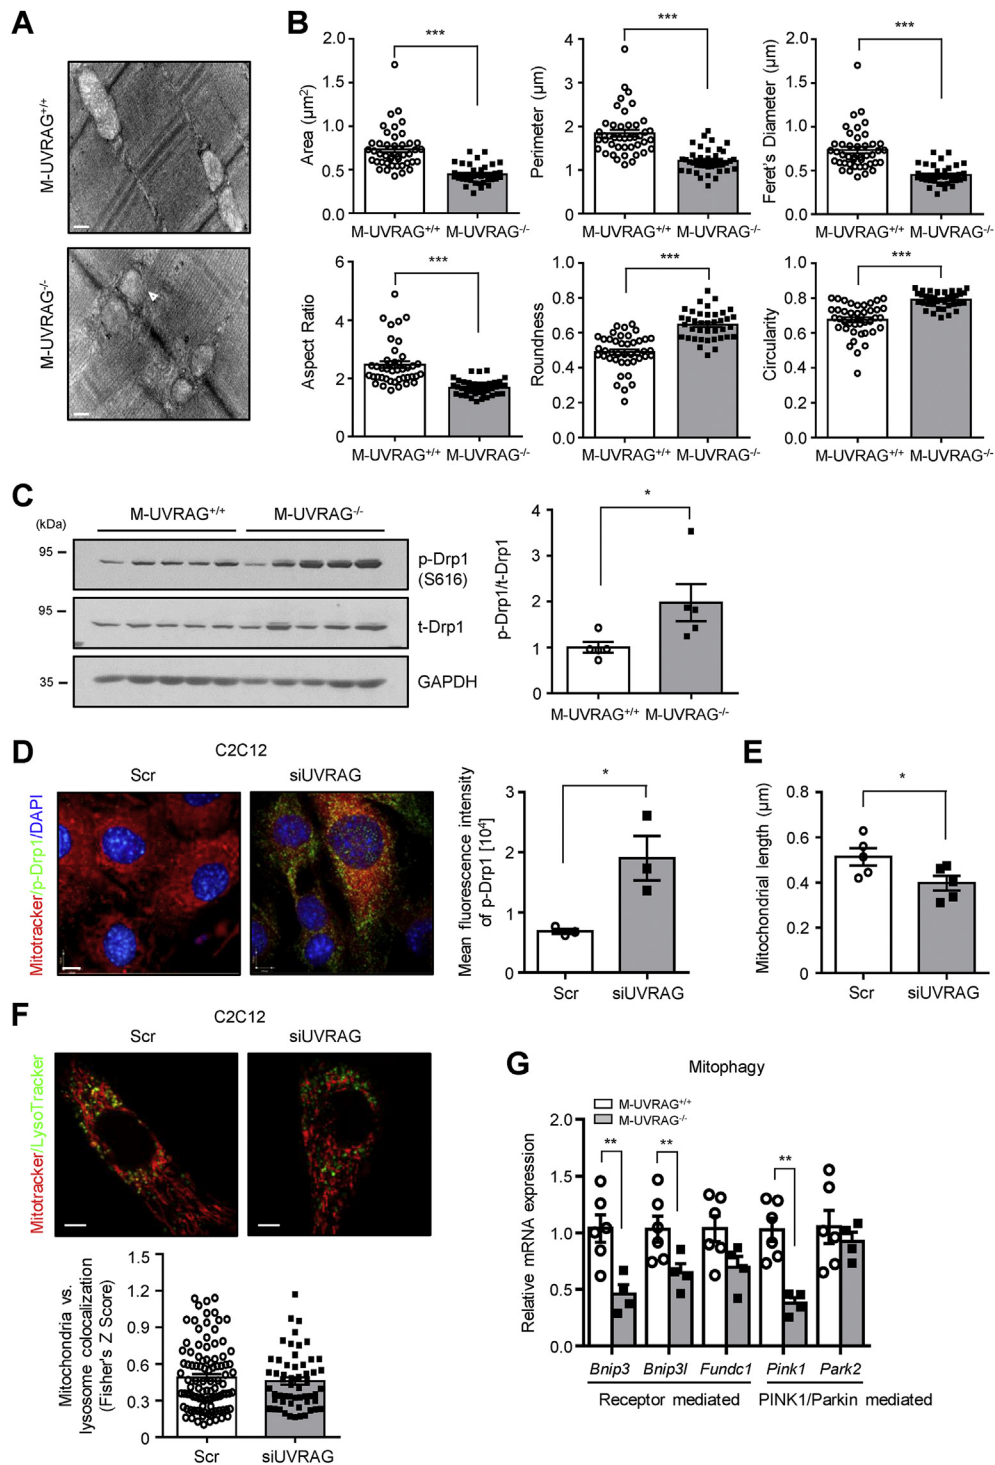 A
M-UVRAG+/+
M-UVRAG-/-
B
Area (μm2)
2.0
1.5
1.0
0.5
0.0
***
M-UVRAG+/+ M-UVRAG-/-
Perimeter (μm)
4
3
2
1
0
***
M-UVRAG+/+ M-UVRAG-/-
Feret's Diameter (μm)
2.0
1.5
1.0
0.5
0.0
***
M-UVRAG+/+ M-UVRAG-/-
Aspect Ratio
6
4
2
0
***
M-UVRAG+/+ M-UVRAG-/-
Roundness
1.0
0.8
0.6
0.4
0.2
0.0
***
M-UVRAG+/+ M-UVRAG-/-
Circularity
1.0
0.8
0.6
0.4
0.2
0.0
***
M-UVRAG+/+ M-UVRAG-/-
C
(kDa)
M-UVRAG+/+ M-UVRAG-/-
95
p-Drp1
(S616)
95
t-Drp1
35
GAPDH
p-Drp1/t-Drp1
4
3
2
1
0
*
M-UVRAG+/+ M-UVRAG-/-
D
C2C12
Scr siUVRAG
Mitotracker/p-Drp1/DAPI
Mean fluorescence intensity
of p-Drp1 [10^4]
3
2
1
0
*
Scr siUVRAG
E
Mitochondrial length (μm)
0.8
0.6
0.4
0.2
0
*
Scr siUVRAG
F
C2C12
Scr siUVRAG
Mitotracker/LysoTracker
Mitochondria vs.
lysosome colocalization
(Fisher's Z Score)
1.5
1.2
0.9
0.6
0.3
0
Scr siUVRAG
G
Mitophagy
M-UVRAG+/+
M-UVRAG-/-
Relative mRNA expression
2.0
1.5
1.0
0.5
0.0
** ** **
Bnip3 Bnip3l Fundc1 Pink1 Park2
Receptor mediated PINK1/Parkin mediated